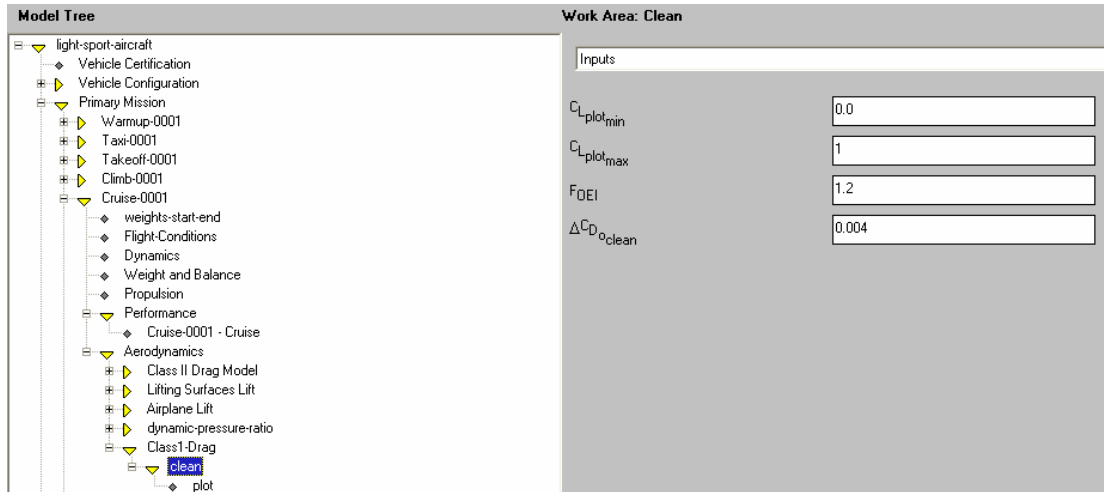 Model Tree
light-sport-aircraft
Vehicle Certification
Vehicle Configuration
Primary Mission
Warmup-0001
Taxi-0001
Takeoff-0001
Climb-0001
Cruise-0001
weights-start-end
Flight-Conditions
Dynamics
Weight and Balance
Propulsion
Performance
Cruise-0001 - Cruise
Aerodynamics
Class II Drag Model
Lifting Surfaces Lift
Airplane Lift
dynamic-pressure-ratio
Class1-Drag
clean
plot
Work Area: Clean
Inputs
CLplotmin 0.0
CLplotmax 1
FOEI 1.2
ΔCDoclean 0.004